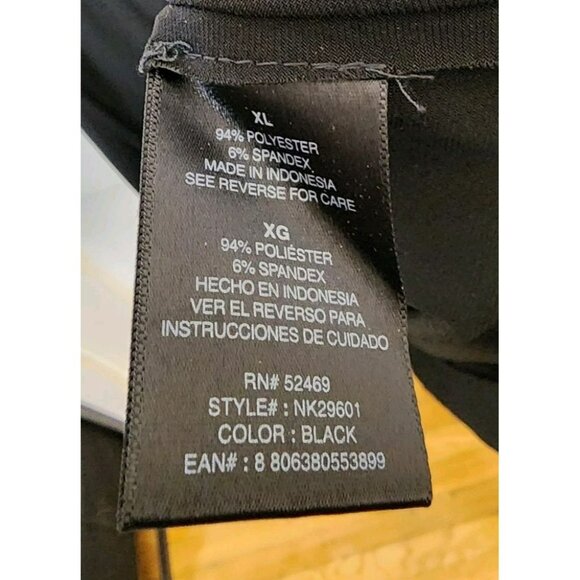 XL
94% POLYESTER
6% SPANDEX
MADE IN INDONESIA
SEE REVERSE FOR CARE
XG
94% POLIÉSTER
6% SPANDEX
HECHO EN INDONESIA
VER EL REVERSO PARA
INSTRUCCIONES DE CUIDADO
RN# 52469
STYLE# : NK29601
COLOR : BLACK
EAN# : 8 806380553899